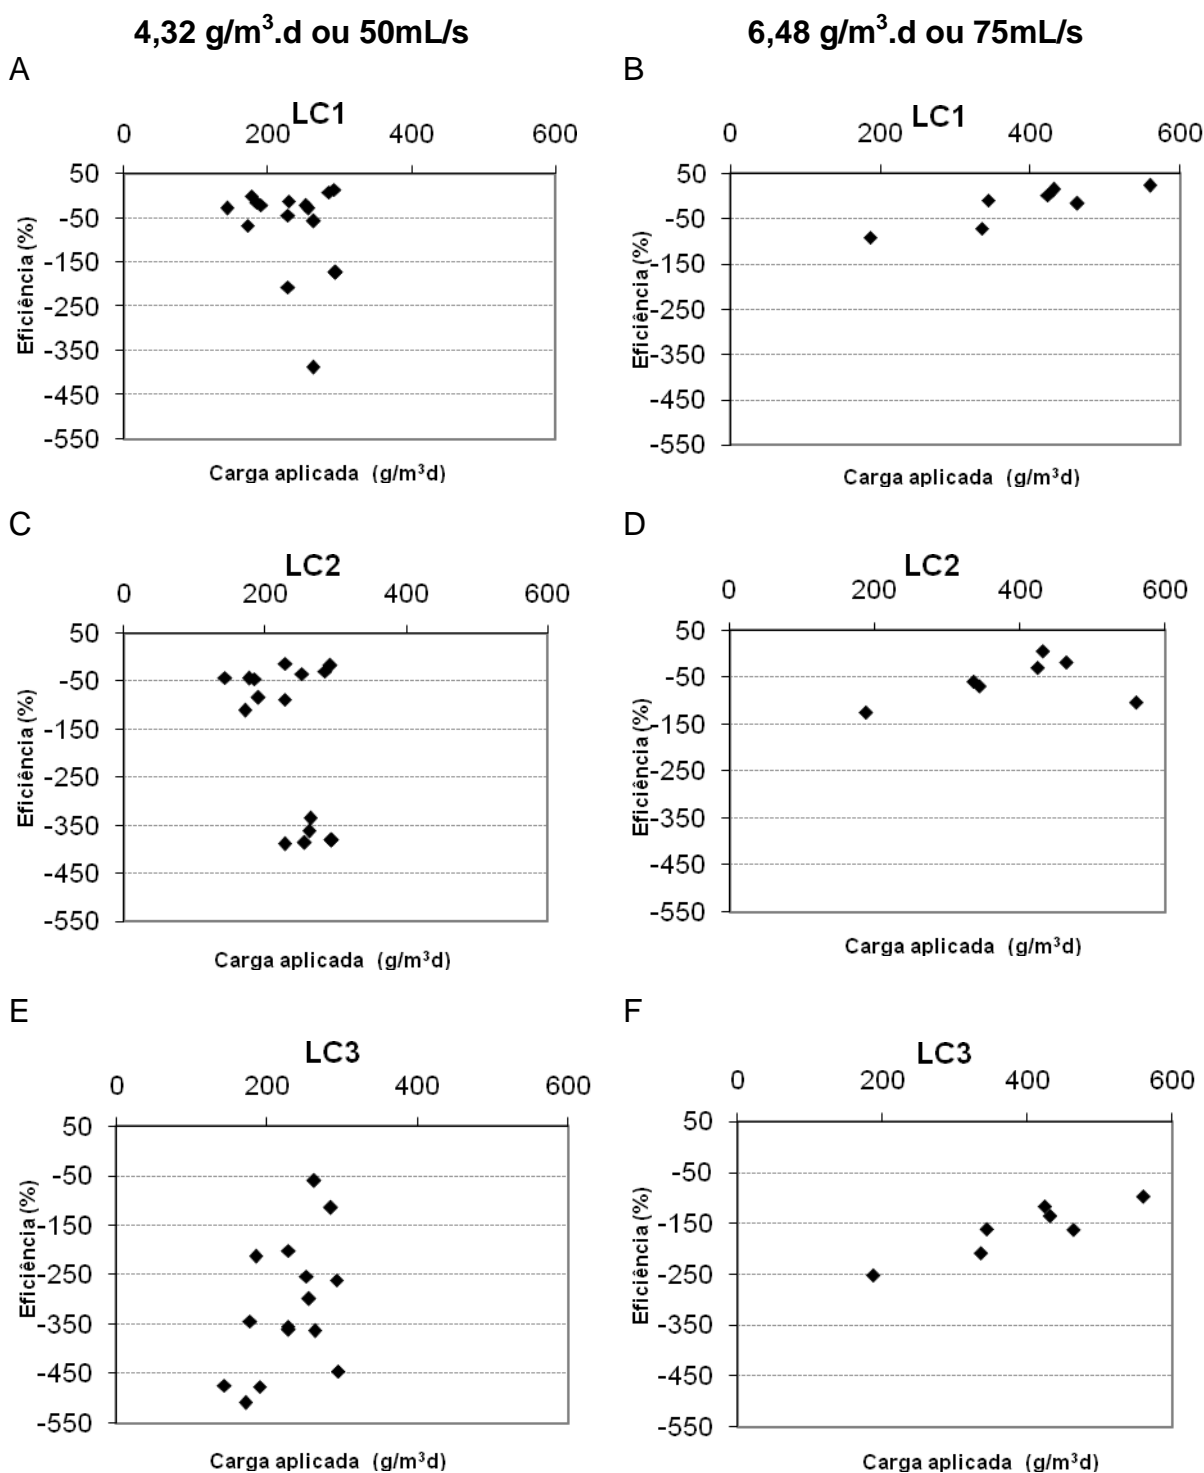 4,32 g/m³.d ou 50mL/s
6,48 g/m³.d ou 75mL/s
A
LC1
0 200 400 600
50
-50
-150
-250
-350
-450
-550
Eficiência (%)
Carga aplicada (g/m³d)
B
LC1
0 200 400 600
50
-50
-150
-250
-350
-450
-550
Eficiência (%)
Carga aplicada (g/m³d)
C
LC2
0 200 400 600
50
-50
-150
-250
-350
-450
-550
Eficiência (%)
Carga aplicada (g/m³d)
D
LC2
0 200 400 600
50
-50
-150
-250
-350
-450
-550
Eficiência (%)
Carga aplicada (g/m³d)
E
LC3
0 200 400 600
50
-50
-150
-250
-350
-450
-550
Eficiência (%)
Carga aplicada (g/m³d)
F
LC3
0 200 400 600
50
-50
-150
-250
-350
-450
-550
Eficiência (%)
Carga aplicada (g/m³d)